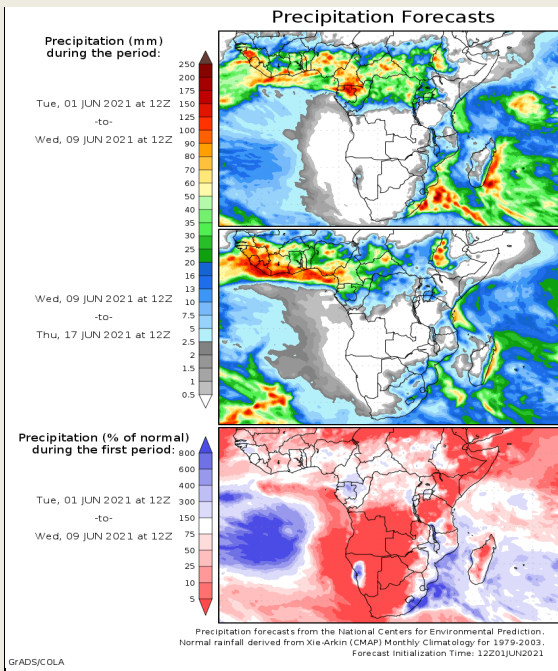 Precipitation Forecasts
Precipitation (mm)
during the period:
Tue, 01 JUN 2021 at 12Z
-to-
Wed, 09 JUN 2021 at 12Z
250
200
175
150
125
100
90
80
70
60
50
40
35
30
25
20
16
13
10
7.5
5
2.5
2
1.5
1
0.5
Wed, 09 JUN 2021 at 12Z
-to-
Thu, 17 JUN 2021 at 12Z
Precipitation (% of normal)
during the first period:
Tue, 01 JUN 2021 at 12Z
-to-
Wed, 09 JUN 2021 at 12Z
800
600
400
300
150
75
50
25
10
5
Precipitation forecasts from the National Centers for Environmental Prediction.
Normal rainfall derived from Xie-Arkin (CMAP) Monthly Climatology for 1979-2003.
Forecast Initialization Time: 12Z01JUN2021
GrADS/COLA